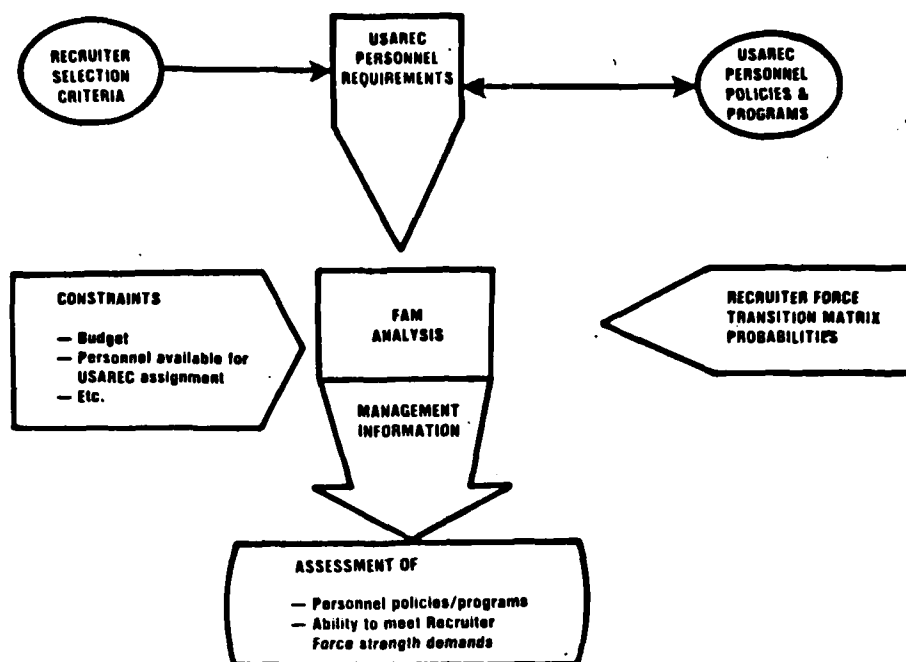 RECRUITER
SELECTION
CRITERIA
USAREC
PERSONNEL
REQUIREMENTS
USAREC
PERSONNEL
POLICIES &
PROGRAMS
CONSTRAINTS
— Budget
— Personnel available for
USAREC assignment
— Etc.
FAM
ANALYSIS
RECRUITER FORCE
TRANSITION MATRIX
PROBABILITIES
MANAGEMENT
INFORMATION
ASSESSMENT OF
— Personnel policies/programs
— Ability to meet Recruiter
Force strength demands